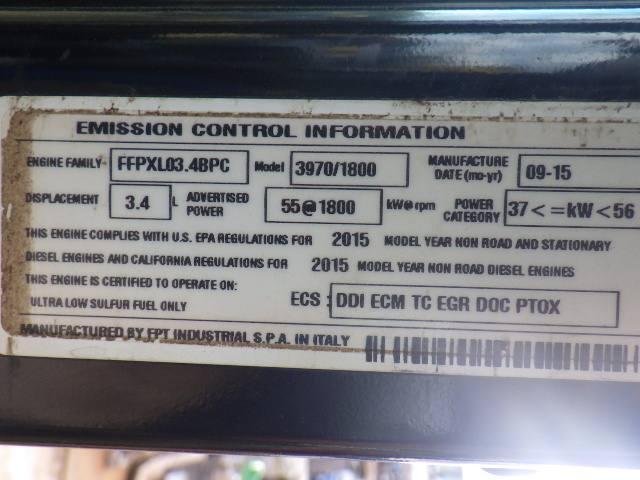 EMISSION CONTROL INFORMATION
ENGINE FAMILY FFPXL03.4BPC Model 3970/1800 MANUFACTURE DATE (mo-yr) 09-15
DISPLACEMENT 3.4 L ADVERTISED POWER 55@1800 kW@rpm POWER CATEGORY 37<=kW<56
THIS ENGINE COMPLIES WITH U.S. EPA REGULATIONS FOR 2015 MODEL YEAR NON ROAD AND STATIONARY
DIESEL ENGINES AND CALIFORNIA REGULATIONS FOR 2015 MODEL YEAR NON ROAD DIESEL ENGINES
THIS ENGINE IS CERTIFIED TO OPERATE ON:
ULTRA LOW SULFUR FUEL ONLY ECS : DDI ECM TC EGR DOC PTOX
MANUFACTURED BY FPT INDUSTRIAL S.P.A. IN ITALY